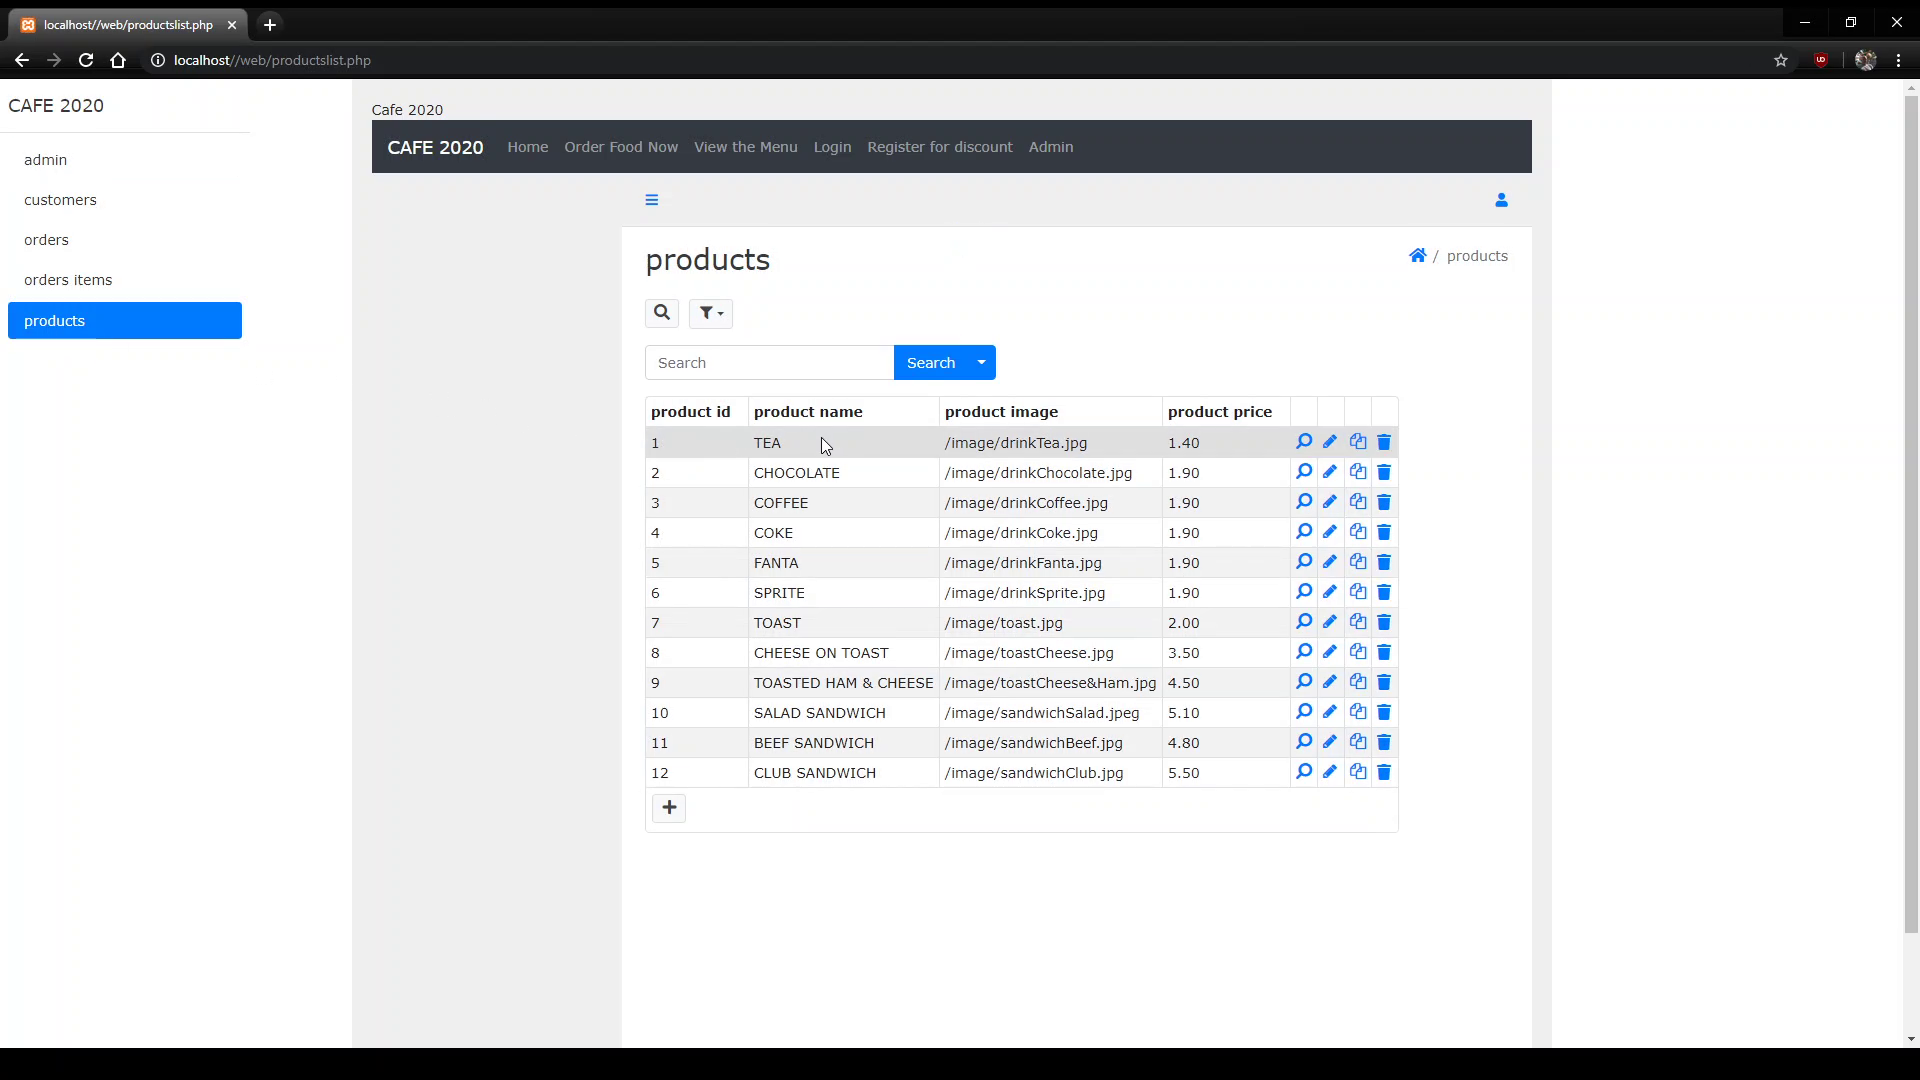 localhost//web/productslist.php
localhost//web/productslist.php
CAFE 2020
admin
customers
orders
orders items
products
Cafe 2020
CAFE 2020 Home Order Food Now View the Menu Login Register for discount Admin
products
/ products
Search Search
product id product name product image product price
1 TEA /image/drinkTea.jpg 1.40
2 CHOCOLATE /image/drinkChocolate.jpg 1.90
3 COFFEE /image/drinkCoffee.jpg 1.90
4 COKE /image/drinkCoke.jpg 1.90
5 FANTA /image/drinkFanta.jpg 1.90
6 SPRITE /image/drinkSprite.jpg 1.90
7 TOAST /image/toast.jpg 2.00
8 CHEESE ON TOAST /image/toastCheese.jpg 3.50
9 TOASTED HAM & CHEESE /image/toastCheese&Ham.jpg 4.50
10 SALAD SANDWICH /image/sandwichSalad.jpeg 5.10
11 BEEF SANDWICH /image/sandwichBeef.jpg 4.80
12 CLUB SANDWICH /image/sandwichClub.jpg 5.50